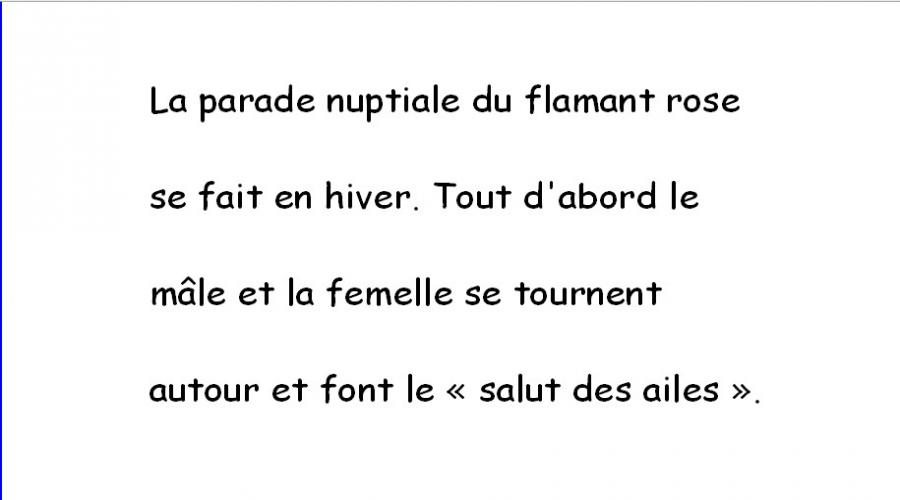 La parade nuptiale du flamant rose
se fait en hiver. Tout d'abord le
mâle et la femelle se tournent
autour et font le « salut des ailes ».